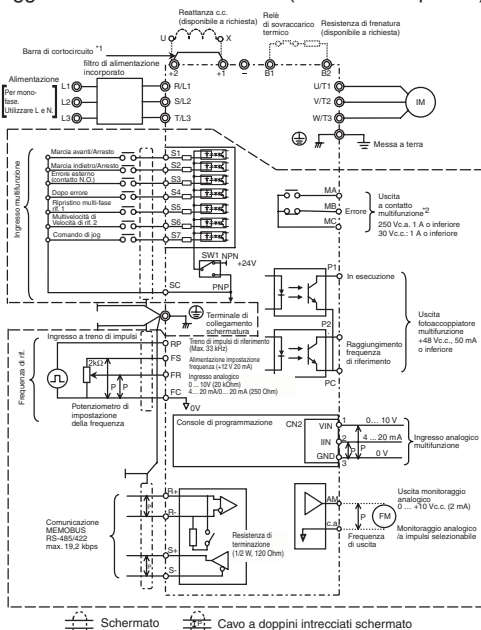 Reattanza c.c.
(disponibile a richiesta)
U X
Relè
di sovraccarico
termico
Resistenza di frenatura
(disponibile a richiesta)
Barra di cortocircuito *1
+2 +1 − B1 B2
filtro di alimentazione
incorporato
Alimentazione
Per mono-
fase.
Utilizzare L e N.
L1 R/L1 U/T1
L2 S/L2 V/T2 IM
L3 T/L3 W/T3
Messa a terra
Ingresso multifunzione
Marcia avanti/Arresto S1
Marcia indietro/Arresto S2
Errore esterno
(contatto N.O.) S3
Dopo errore S4
Ripristino multi-fase
rif. 1 S5
Multivelocità di
Velocità di rif. 2 S6
Comando di jog S7
SW1 NPN
+24V
SC PNP
MA
MB Errore
MC
Uscita
a contatto
multifunzione*2
250 Vc.a. 1 A o inferiore
30 Vc.c.: 1 A o inferiore
P1 In esecuzione
P2
Raggiungimento
frequenza
di riferimento
PC
Uscita
fotoaccoppiatore
multifunzione
+48 Vc.c., 50 mA
o inferiore
Terminale di
collegamento
schermatura
Frequenza di rif.
Ingresso a treno di impulsi
RP Treno di impulsi di riferimento
(Max. 33 kHz)
2kΩ
FS Alimentazione impostazione
frequenza (+12 V 20 mA)
FR Ingresso analogico
0 ... 10 V (20 kOhm)
4... 20 mA/0... 20 mA (250 Ohm)
P P
FC
0V
Potenziometro di
impostazione
della frequenza
Console di programmazione
CN2 VIN 1 0... 10 V
IIN 2 4 ... 20 mA
GND 3 0 V
P P
Ingresso analogico
multifunzione
Comunicazione
MEMOBUS
RS-485/422
max. 19,2 kbps
R+
P
R-
S+
P
S-
Resistenza di
terminazione
(1/2 W, 120 Ohm)
AM
c.a
P
FM
Frequenza
di uscita
Uscita monitoraggio
analogico
0 ... +10 Vc.c. (2 mA)
Monitoraggio analogico
/a impulsi selezionabile
Schermato
P Cavo a doppini intrecciati schermato